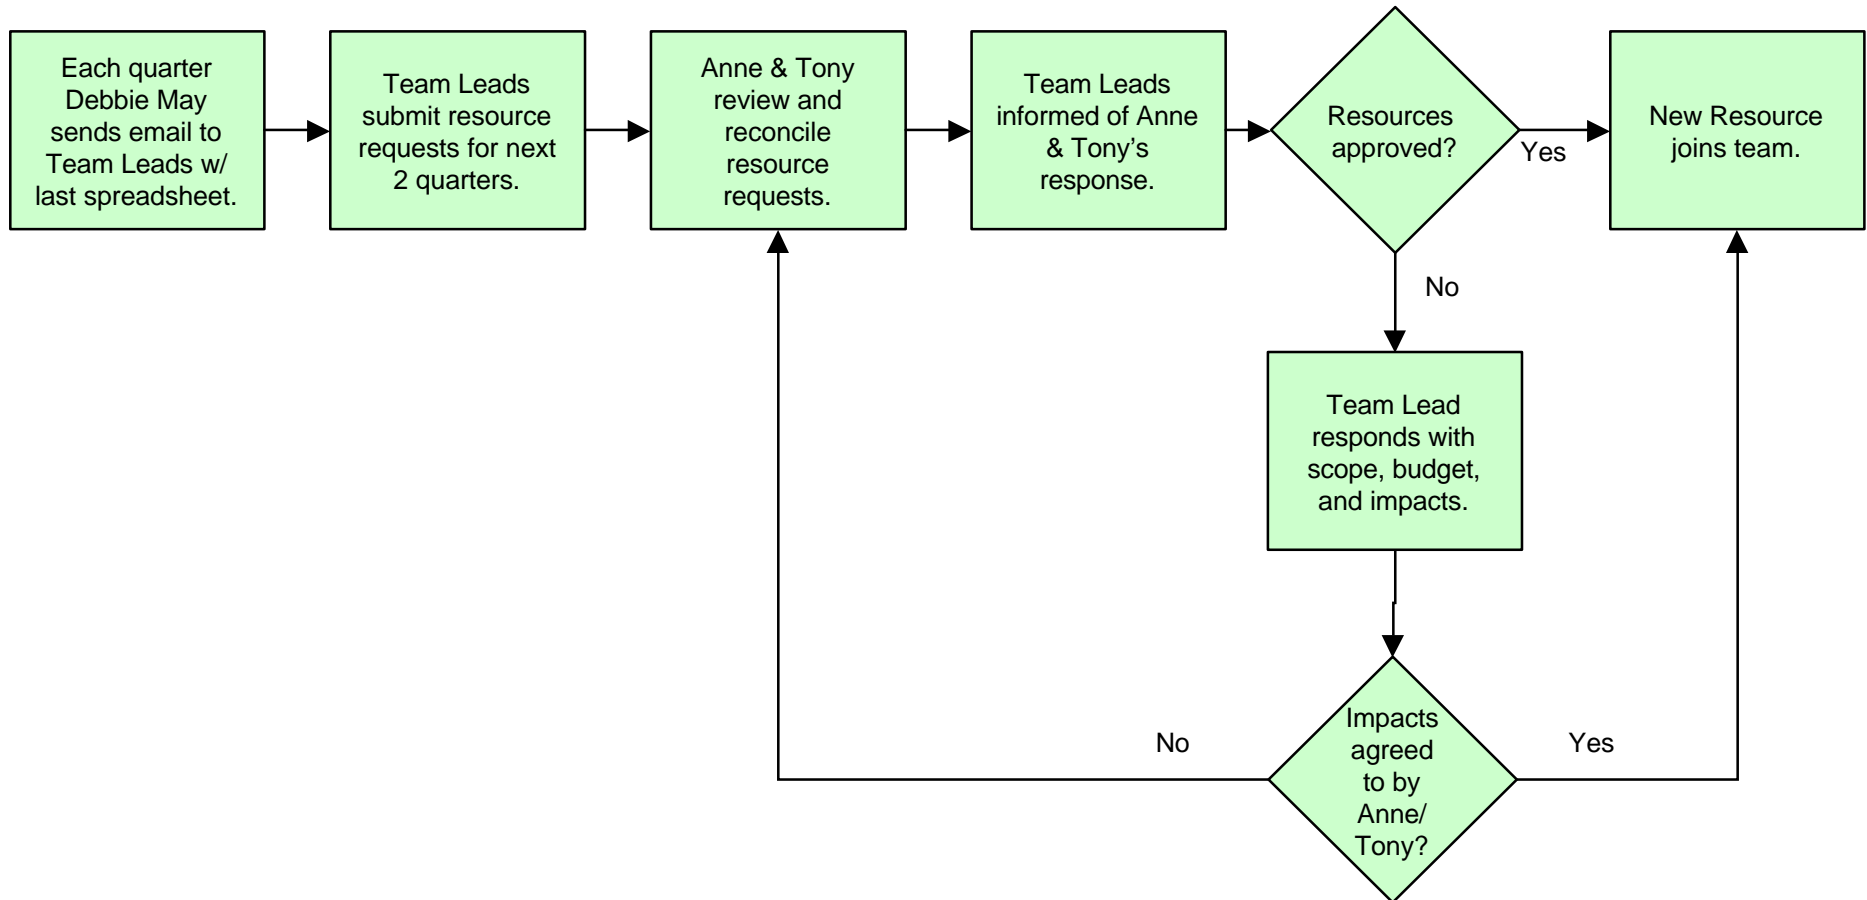 Each quarter
Debbie May
sends email to
Team Leads w/
last spreadsheet.
Team Leads
submit resource
requests for next
2 quarters.
Anne & Tony
review and
reconcile
resource
requests.
Team Leads
informed of Anne
& Tony’s
response.
Resources
approved?
Yes
New Resource
joins team.
No
Team Lead
responds with
scope, budget,
and impacts.
Impacts
agreed
to by
Anne/
Tony?
No
Yes